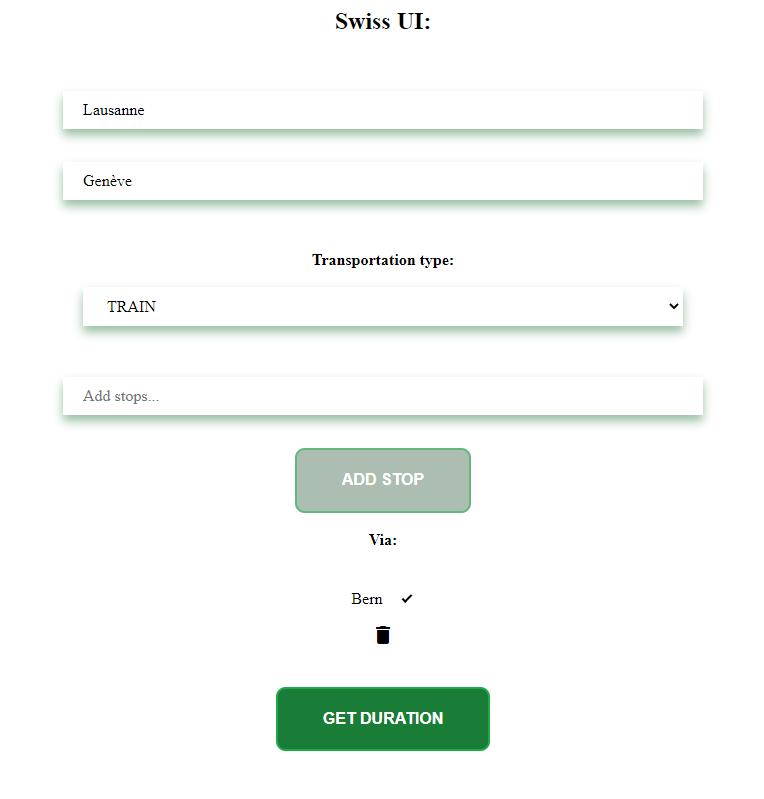 Swiss UI:
Lausanne
Genève
Transportation type:
TRAIN
Add stops...
ADD STOP
Via:
Bern
GET DURATION